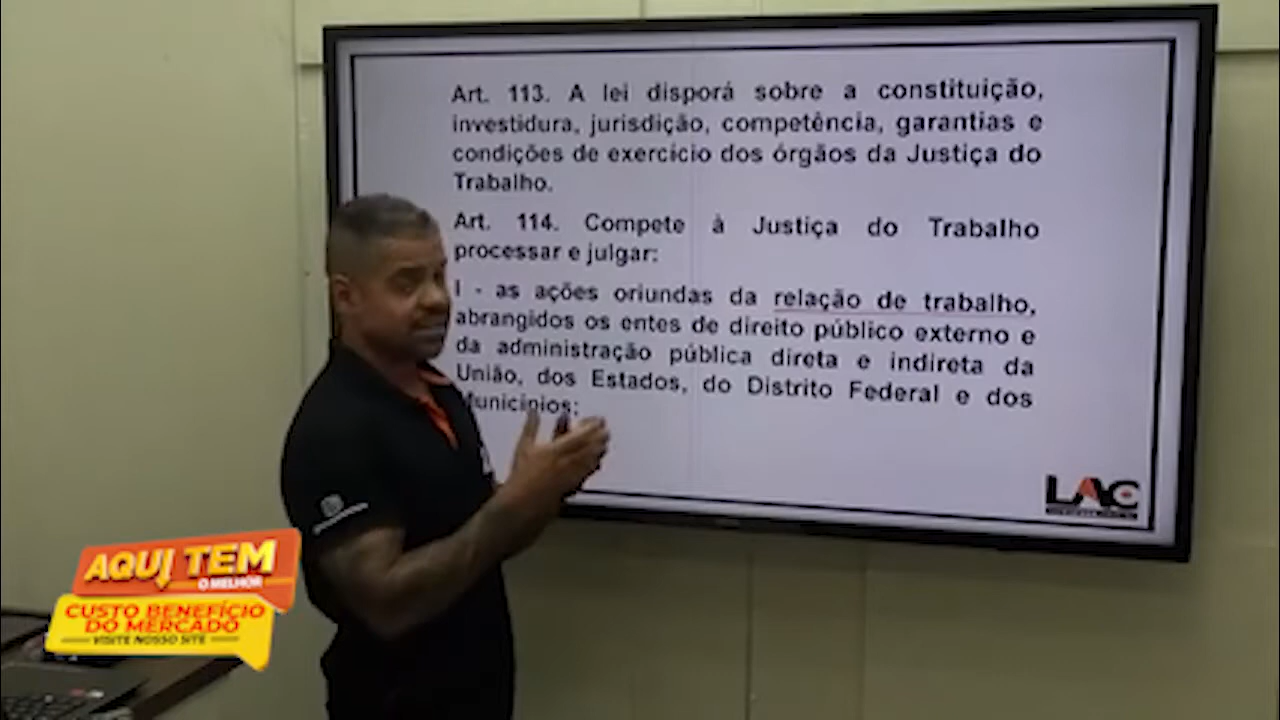 Art. 113. A lei disporá sobre a constituição,
investidura, jurisdição, competência, garantias e
condições de exercício dos órgãos da Justiça do
Trabalho.
Art. 114. Compete à Justiça do Trabalho
processar e julgar:
I - as ações oriundas da relação de trabalho,
abrangidos os entes de direito público externo e
da administração pública direta e indireta da
União, dos Estados, do Distrito Federal e dos
Municípios;
LAC
AQUI TEM
O MELHOR
CUSTO BENEFÍCIO
DO MERCADO
VISITE NOSSO SITE